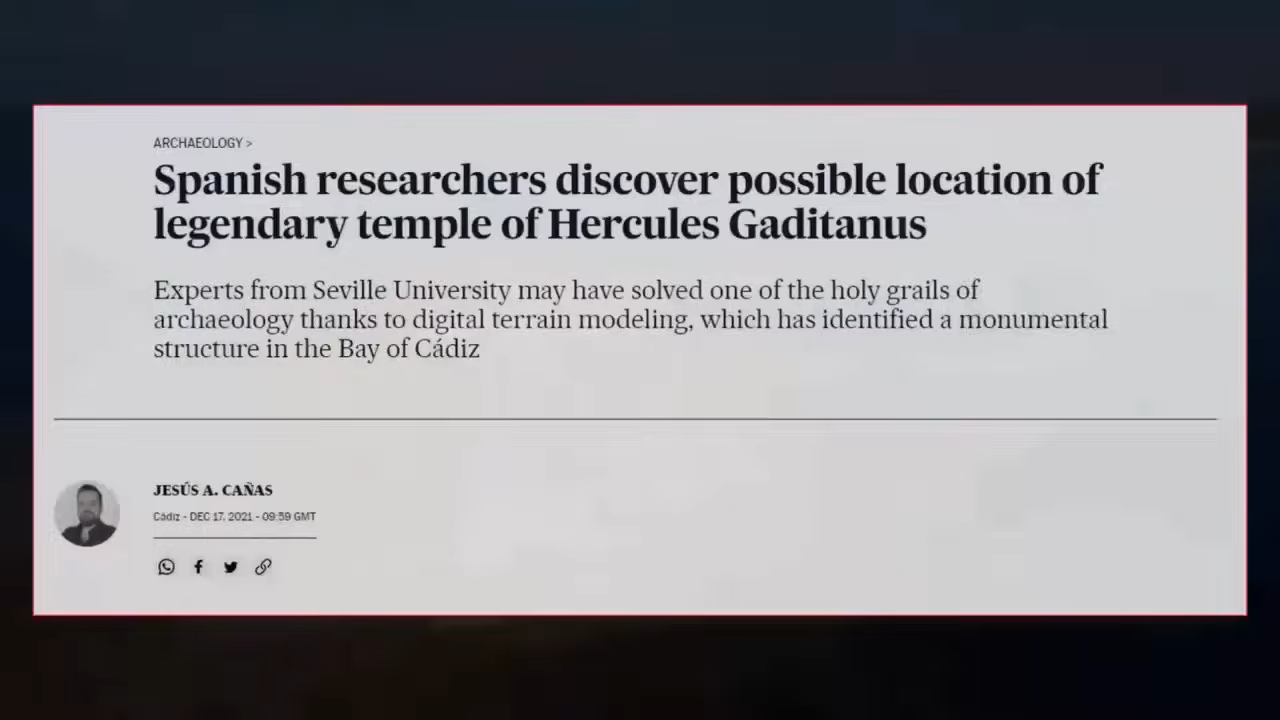 ARCHAEOLOGY >
Spanish researchers discover possible location of
legendary temple of Hercules Gaditanus
Experts from Seville University may have solved one of the holy grails of
archaeology thanks to digital terrain modeling, which has identified a monumental
structure in the Bay of Cádiz
JESÚS A. CAÑAS
Cádiz - DEC 17, 2021 - 09:59 GMT